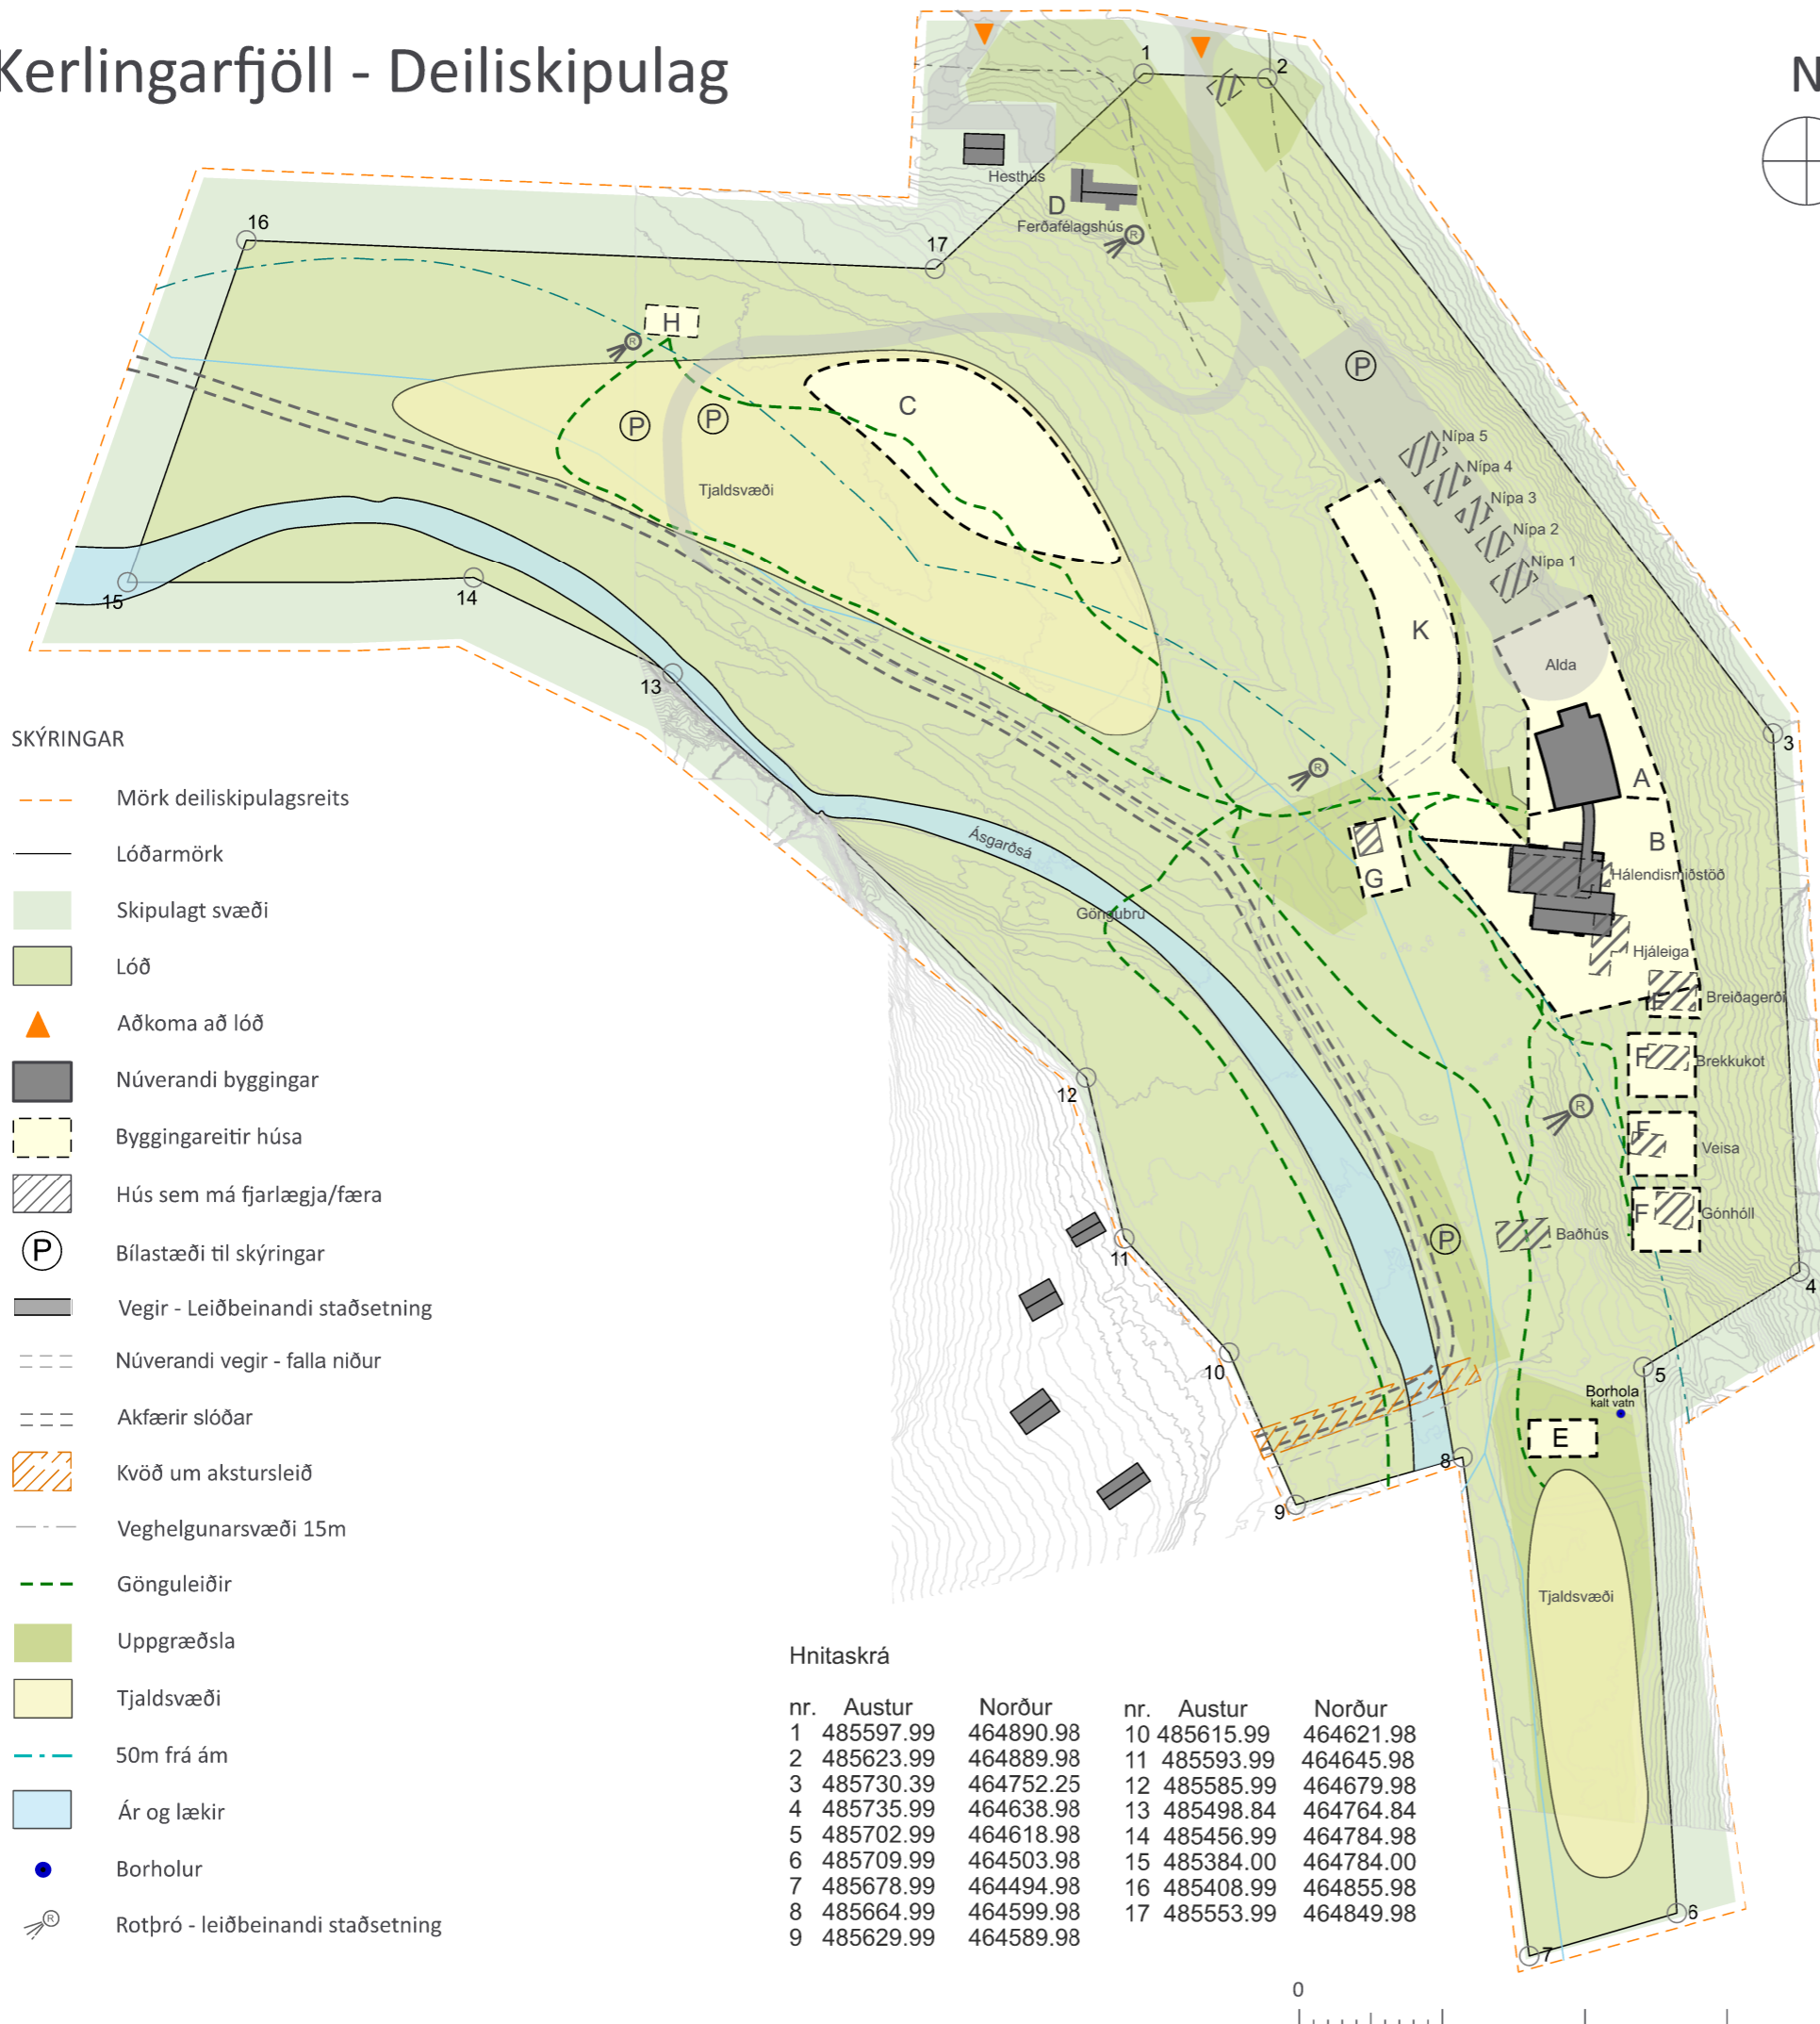 Kerlingarfjöll - Deiliskipulag
N
1
2
Hesthús
D
Ferðafélagshús
R
16
17
H
R
P
P
C
Tjaldsvæði
P
Nípa 5
Nípa 4
Nípa 3
Nípa 2
Nípa 1
K
Alda
15
14
13
3
A
B
R
G
Hálendismiðstöð
Hjáleiga
Ásgarðsá
Göngubrú
F
Breiðagerði
F
Brekkukot
F
Veisa
F
Gónhóll
R
P
Baðhús
12
11
10
4
5
Borhola
kalt vatn
E
8
9
Tjaldsvæði
6
7
SKÝRINGAR
Mörk deiliskipulagsreits
Lóðarmörk
Skipulagt svæði
Lóð
Aðkoma að lóð
Núverandi byggingar
Byggingareitir húsa
Hús sem má fjarlægja/færa
P Bílastæði til skýringar
Vegir - Leiðbeinandi staðsetning
Núverandi vegir - falla niður
Akfærir slóðar
Kvöð um akstursleið
Veghelgunarsvæði 15m
Gönguleiðir
Uppgræðsla
Tjaldsvæði
50m frá ám
Ár og lækir
Borholur
R Rotþró - leiðbeinandi staðsetning
Hnitaskrá
nr. Austur Norður nr. Austur Norður
1 485597.99 464890.98 10 485615.99 464621.98
2 485623.99 464889.98 11 485593.99 464645.98
3 485730.39 464752.25 12 485585.99 464679.98
4 485735.99 464638.98 13 485498.84 464764.84
5 485702.99 464618.98 14 485456.99 464784.98
6 485709.99 464503.98 15 485384.00 464784.00
7 485678.99 464494.98 16 485408.99 464855.98
8 485664.99 464599.98 17 485553.99 464849.98
9 485629.99 464589.98
0